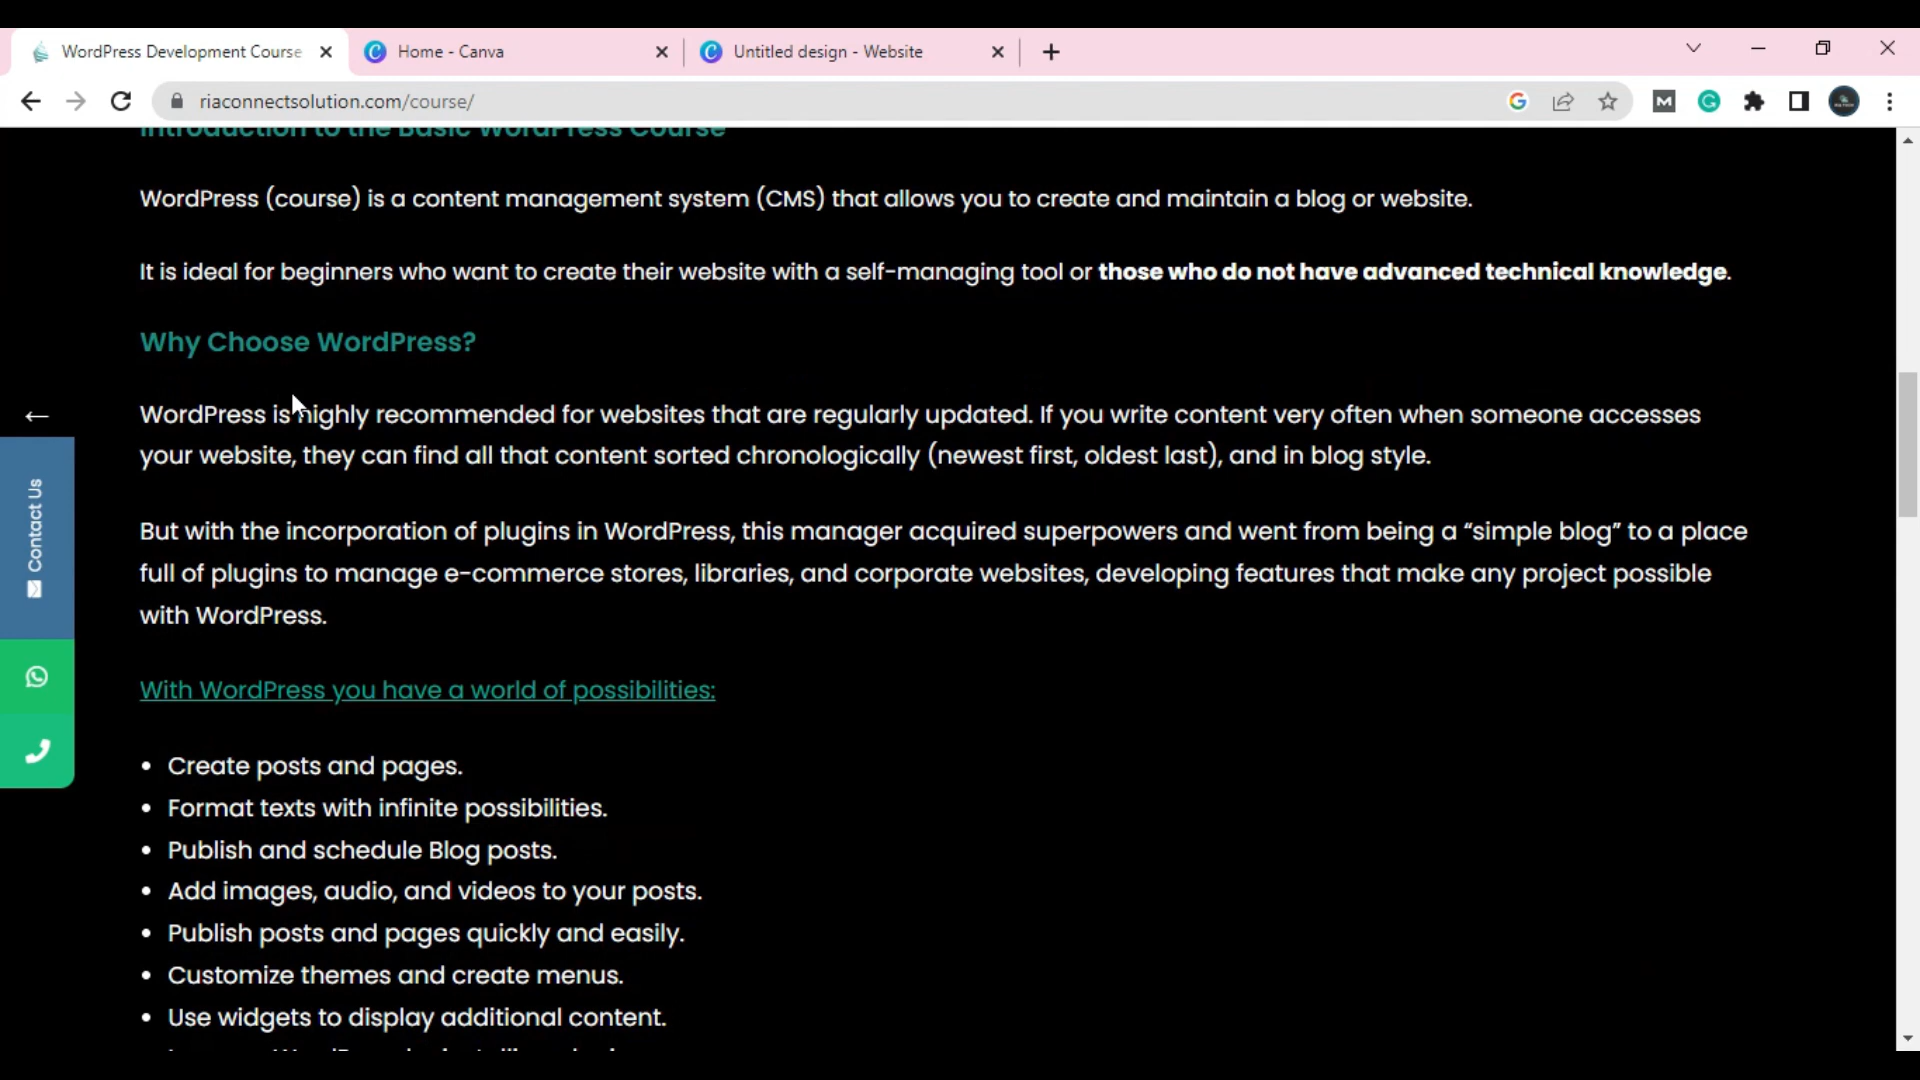 WordPress Development Course
Home - Canva
Untitled design - Website
riaconnectsolution.com/course/
Introduction to the Basic WordPress Course
WordPress (course) is a content management system (CMS) that allows you to create and maintain a blog or website.
It is ideal for beginners who want to create their website with a self-managing tool or those who do not have advanced technical knowledge.
Why Choose WordPress?
WordPress is highly recommended for websites that are regularly updated. If you write content very often when someone accesses
your website, they can find all that content sorted chronologically (newest first, oldest last), and in blog style.
Contact Us
But with the incorporation of plugins in WordPress, this manager acquired superpowers and went from being a “simple blog” to a place
full of plugins to manage e-commerce stores, libraries, and corporate websites, developing features that make any project possible
with WordPress.
With WordPress you have a world of possibilities:
• Create posts and pages.
• Format texts with infinite possibilities.
• Publish and schedule Blog posts.
• Add images, audio, and videos to your posts.
• Publish posts and pages quickly and easily.
• Customize themes and create menus.
• Use widgets to display additional content.